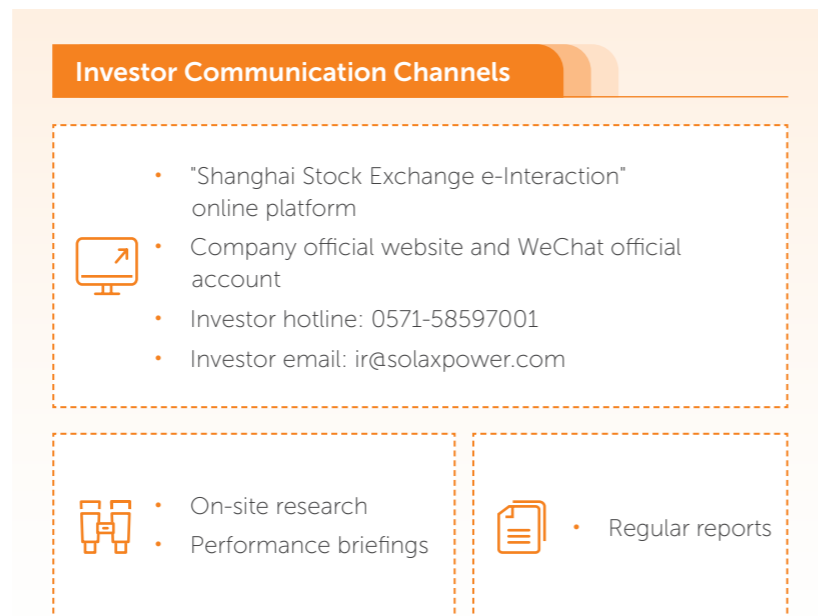 Investor Communication Channels
• "Shanghai Stock Exchange e-Interaction"
online platform
• Company official website and WeChat official
account
• Investor hotline: 0571-58597001
• Investor email: ir@solaxpower.com
• On-site research
• Performance briefings
• Regular reports